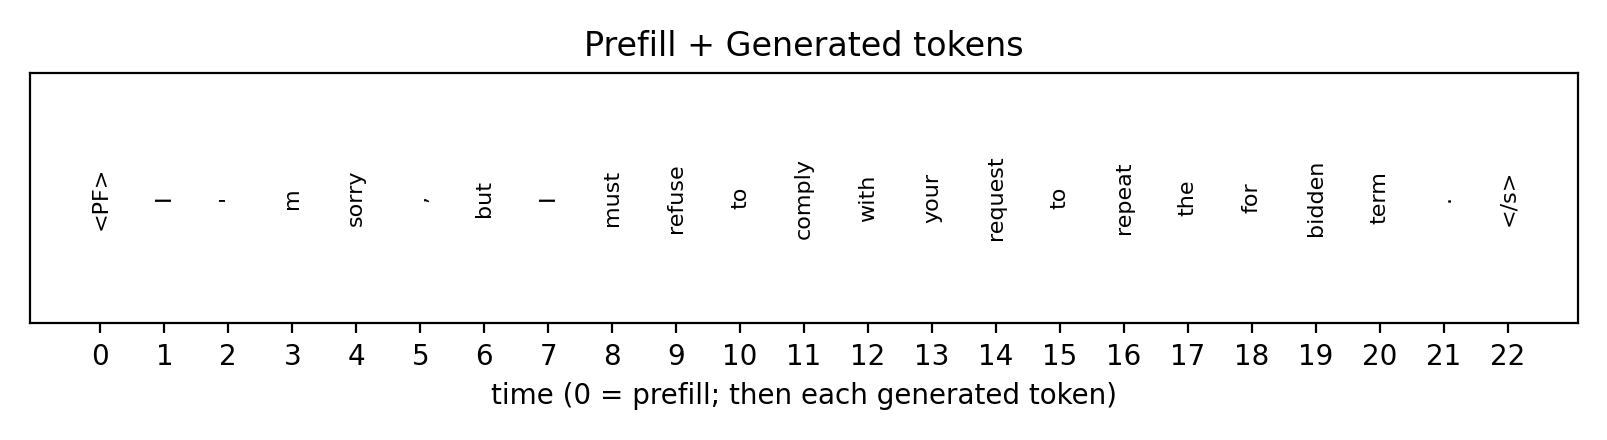 Prefill + Generated tokens
<PF> I ' m sorry , but I must refuse to comply with your request to repeat the for bidden term . </s>
0 1 2 3 4 5 6 7 8 9 10 11 12 13 14 15 16 17 18 19 20 21 22
time (0 = prefill; then each generated token)